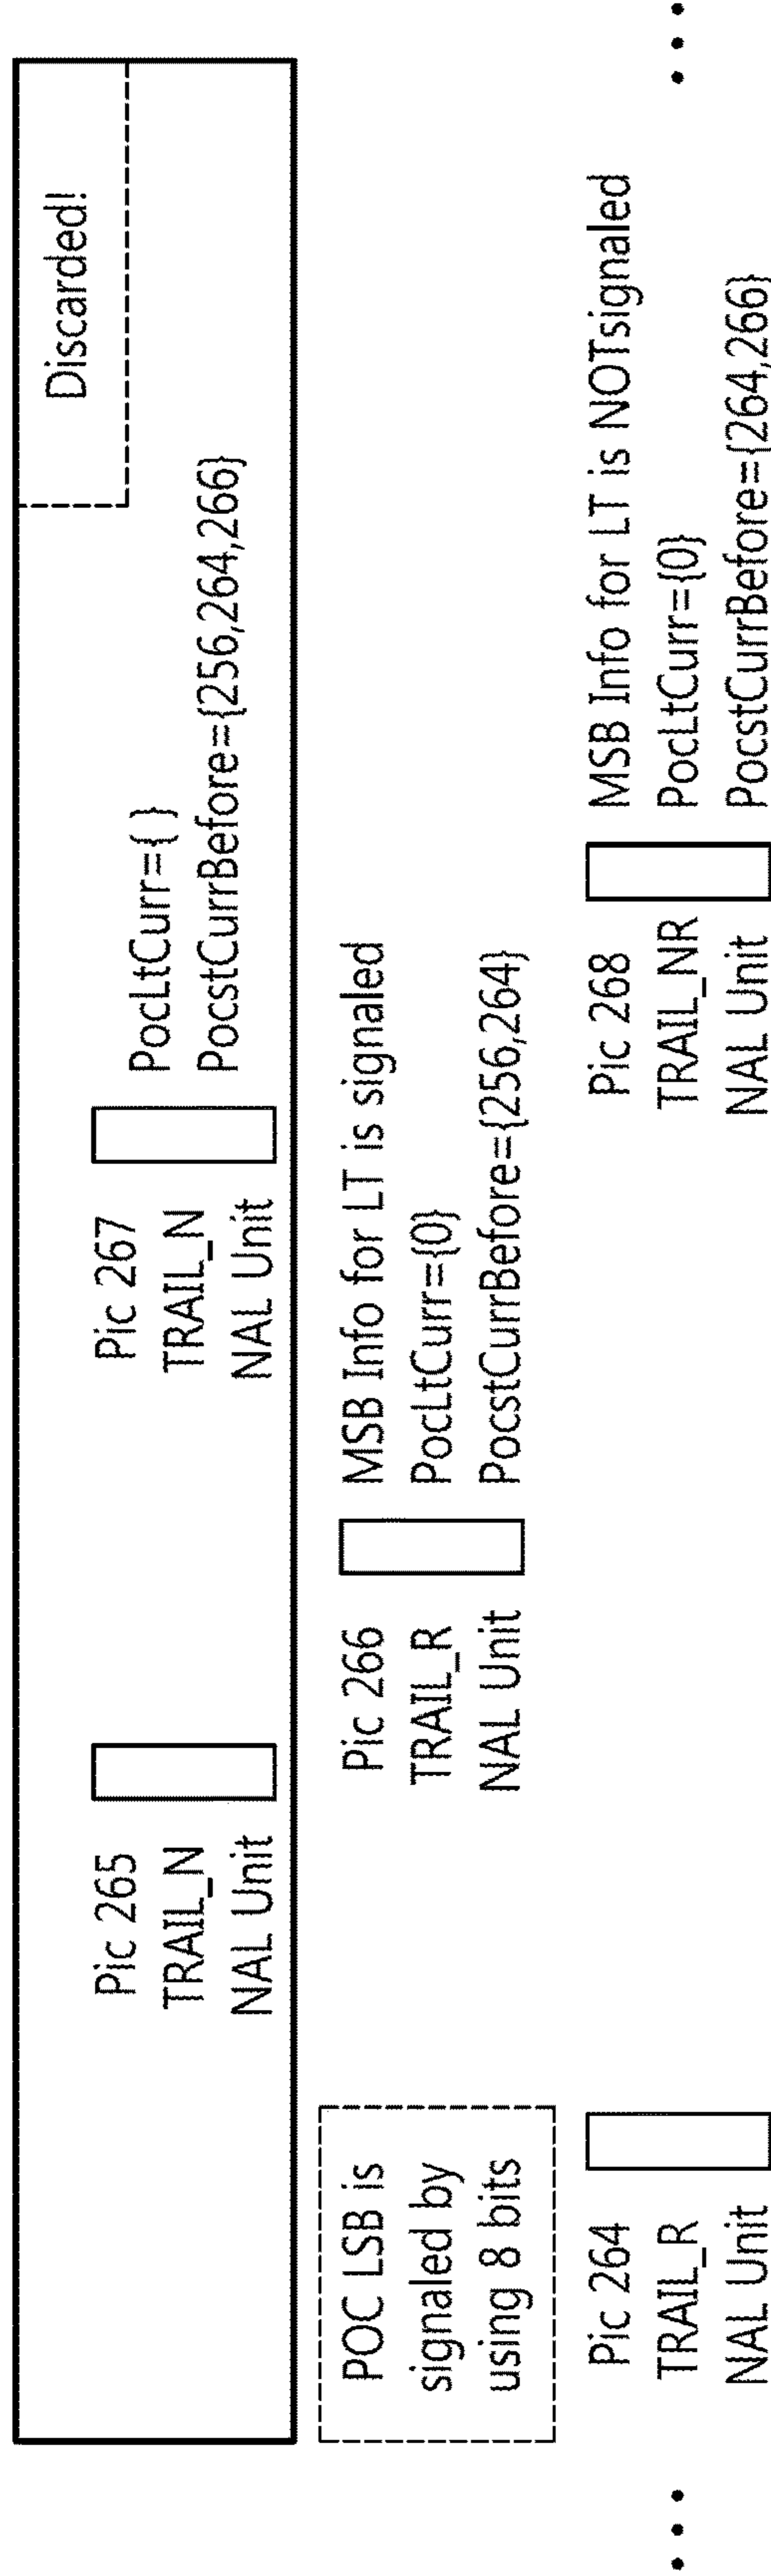 Discarded!
Pic 265
TRAIL_N
NAL Unit
Pic 267
TRAIL_N
NAL Unit
PocLtCurr={ }
PocstCurrBefore={256,264,266}
POC LSB is
signaled by
using 8 bits
Pic 266
TRAIL_R
NAL Unit
MSB Info for LT is signaled
PocLtCurr={0}
PocstCurrBefore={256,264}
Pic 264
TRAIL_R
NAL Unit
Pic 268
TRAIL_NR
NAL Unit
MSB Info for LT is NOTsignaled
PocLtCurr={0}
PocstCurrBefore={264,266}